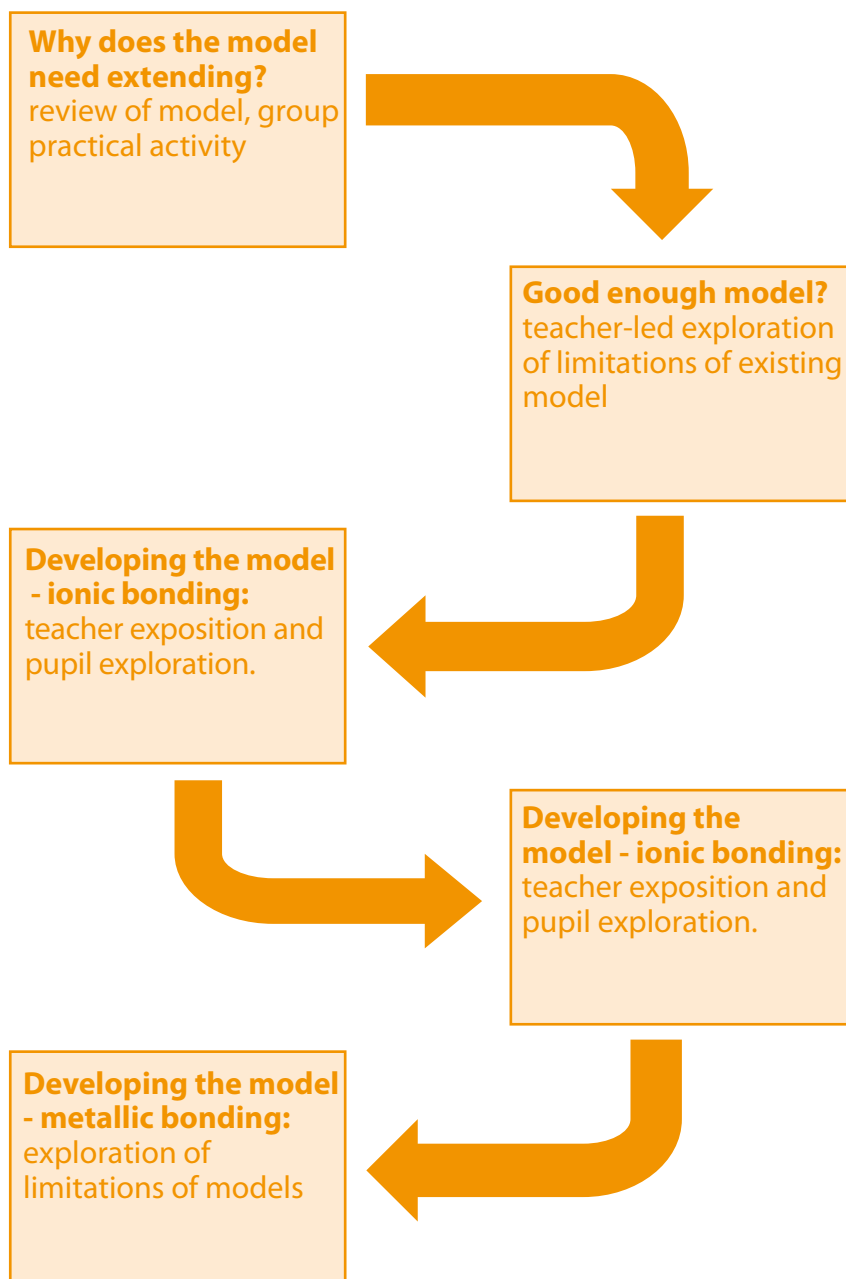 Why does the model
need extending?
review of model, group
practical activity
Good enough model?
teacher-led exploration
of limitations of existing
model
Developing the model
- ionic bonding:
teacher exposition and
pupil exploration.
Developing the
model - ionic bonding:
teacher exposition and
pupil exploration.
Developing the model
- metallic bonding:
exploration of
limitations of models